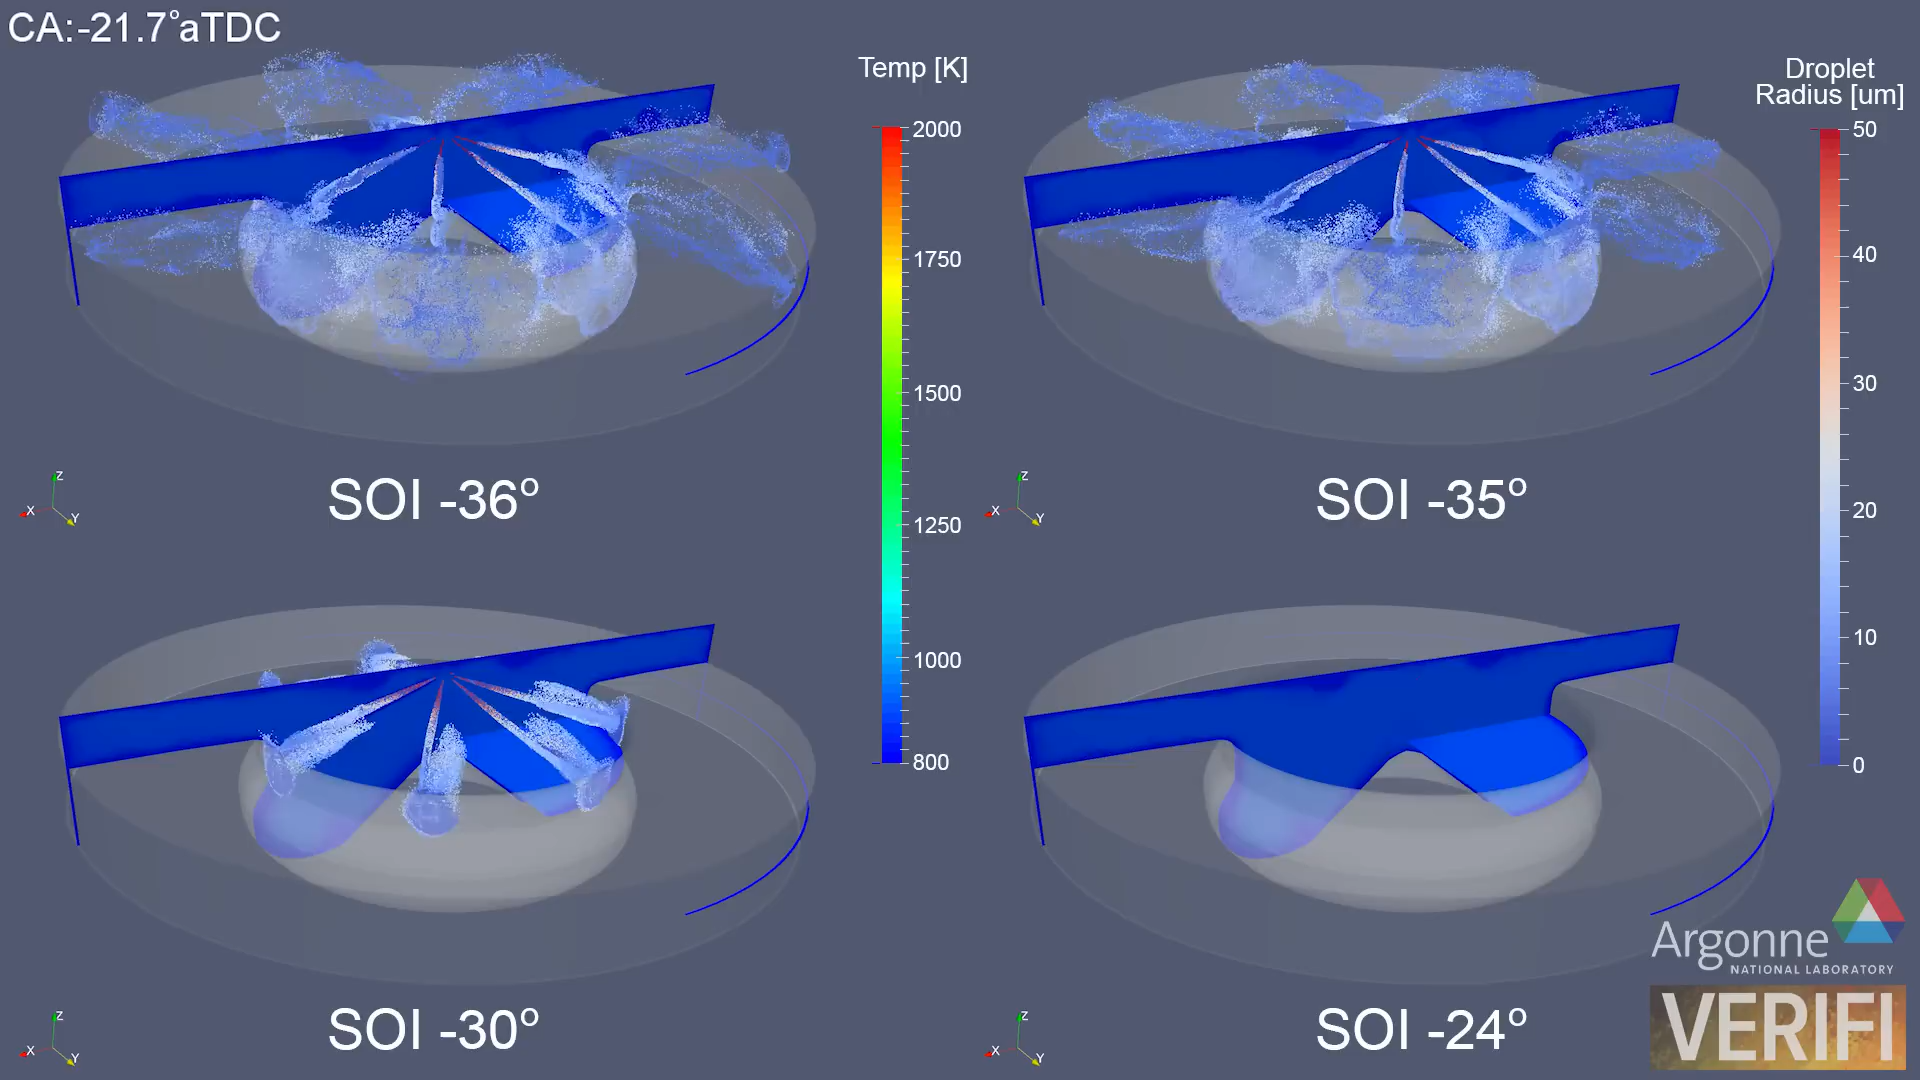 CA:-21.7°aTDC
Temp [K]
2000
1750
1500
1250
1000
800
Droplet
Radius [um]
50
40
30
20
10
0
Z
X
Y
SOI -36°
Z
X
Y
SOI -35°
Z
X
Y
SOI -30°
Z
X
Y
SOI -24°
Argonne
NATIONAL LABORATORY
VERIFI